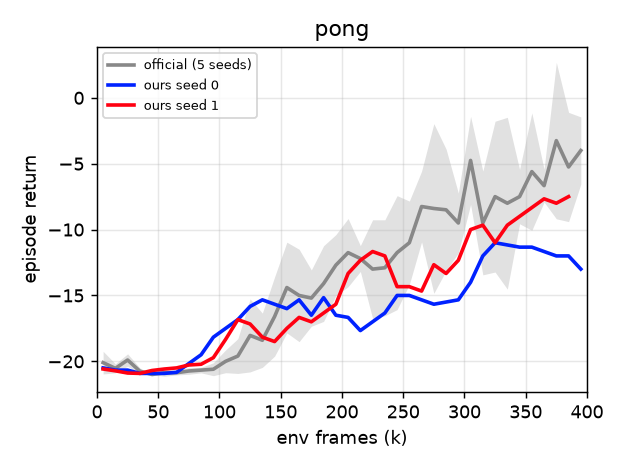 pong
official (5 seeds)
ours seed 0
ours seed 1
episode return
0
−5
−10
−15
−20
0 50 100 150 200 250 300 350 400
env frames (k)